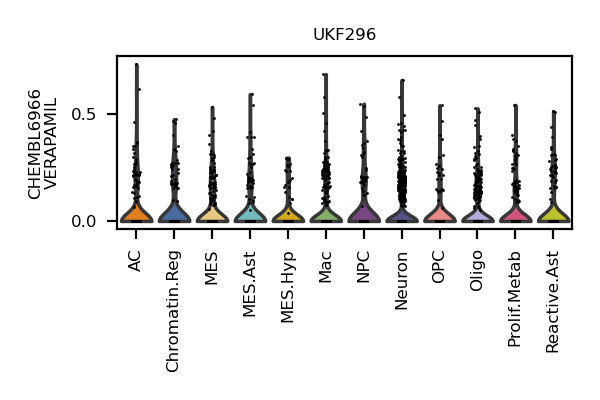 UKF296
CHEMBL6966
VERAPAMIL
0.5
0.0
AC
Chromatin.Reg
MES
MES.Ast
MES.Hyp
Mac
NPC
Neuron
OPC
Oligo
Prolif.Metab
Reactive.Ast